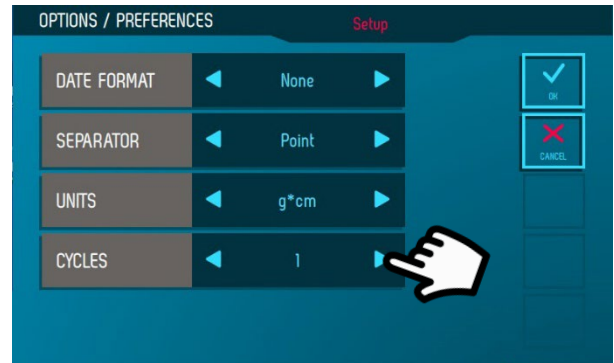 OPTIONS / PREFERENCES Setup
DATE FORMAT None
OK
SEPARATOR Point
CANCEL
UNITS g*cm
CYCLES 1